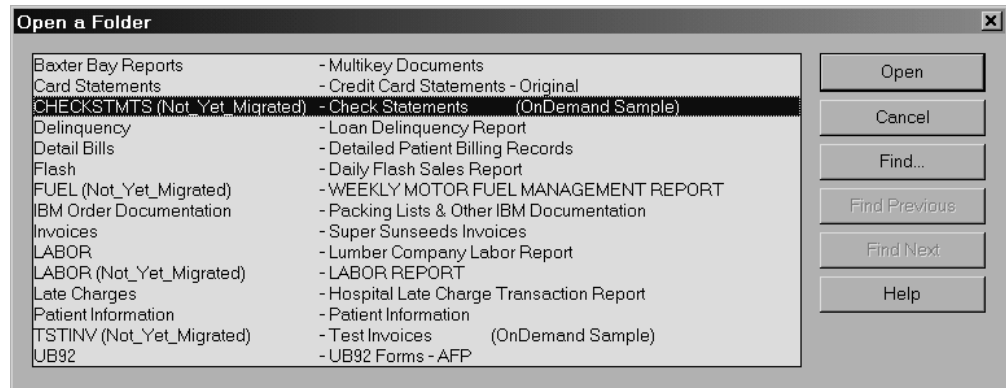 Open a Folder
Baxter Bay Reports - Multikey Documents
Card Statements - Credit Card Statements - Original
CHECKSTMTS (Not_Yet_Migrated) - Check Statements (OnDemand Sample)
Delinquency - Loan Delinquency Report
Detail Bills - Detailed Patient Billing Records
Flash - Daily Flash Sales Report
FUEL (Not_Yet_Migrated) - WEEKLY MOTOR FUEL MANAGEMENT REPORT
IBM Order Documentation - Packing Lists & Other IBM Documentation
Invoices - Super Sunseeds Invoices
LABOR - Lumber Company Labor Report
LABOR (Not_Yet_Migrated) - LABOR REPORT
Late Charges - Hospital Late Charge Transaction Report
Patient Information - Patient Information
TSTINV (Not_Yet_Migrated) - Test Invoices (OnDemand Sample)
UB92 - UB92 Forms - AFP
Open
Cancel
Find...
Find Previous
Find Next
Help